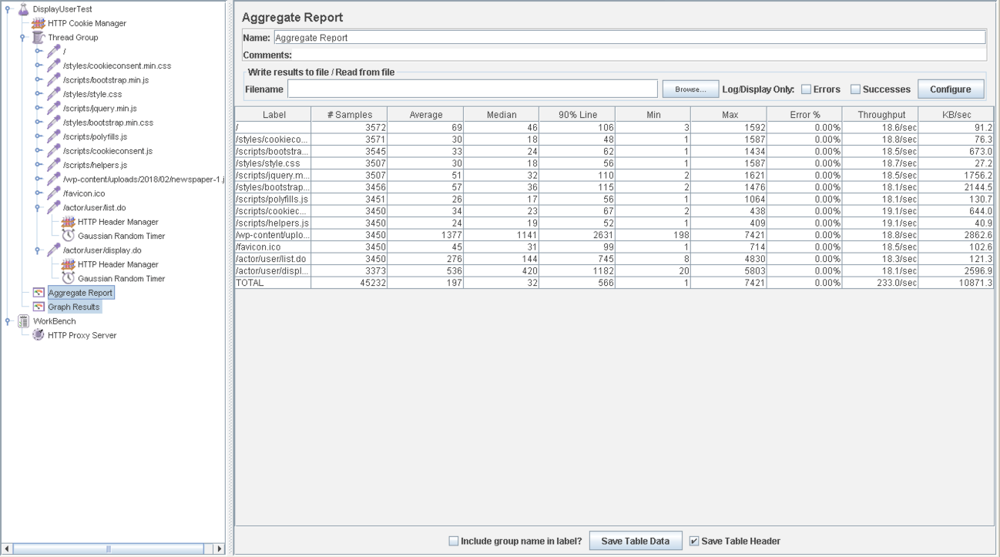 DisplayUserTest
HTTP Cookie Manager
Thread Group
/
/styles/cookieconsent.min.css
/scripts/bootstrap.min.js
/styles/style.css
/scripts/jquery.min.js
/styles/bootstrap.min.css
/scripts/polyfills.js
/scripts/cookieconsent.js
/scripts/helpers.js
/wp-content/uploads/2018/02/newspaper-1.j
/favicon.ico
/actor/user/list.do
HTTP Header Manager
Gaussian Random Timer
/actor/user/display.do
HTTP Header Manager
Gaussian Random Timer
Aggregate Report
Graph Results
WorkBench
HTTP Proxy Server
Aggregate Report
Name: Aggregate Report
Comments:
Write results to file / Read from file
Filename Browse... Log/Display Only: Errors Successes Configure
Label # Samples Average Median 90% Line Min Max Error % Throughput KB/sec
/ 3572 69 46 106 3 1592 0.00% 18.6/sec 91.2
/styles/cookieco... 3571 30 18 48 1 1587 0.00% 18.8/sec 76.3
/scripts/bootstra... 3545 33 24 62 1 1434 0.00% 18.5/sec 673.0
/styles/style.css 3507 30 18 56 1 1587 0.00% 18.7/sec 27.2
/scripts/jquery.m... 3507 51 32 110 2 1621 0.00% 18.5/sec 1756.2
/styles/bootstrap... 3456 57 36 115 2 1476 0.00% 18.1/sec 2144.5
/scripts/polyfills.js 3451 26 17 56 1 1064 0.00% 18.1/sec 130.7
/scripts/cookiec... 3450 34 23 67 2 438 0.00% 19.1/sec 644.0
/scripts/helpers.js 3450 24 19 52 1 409 0.00% 19.1/sec 40.9
/wp-content/uplo... 3450 1377 1141 2631 198 7421 0.00% 18.8/sec 2862.6
/favicon.ico 3450 45 31 99 1 714 0.00% 18.5/sec 102.6
/actor/user/list.do 3450 276 144 745 8 4830 0.00% 18.3/sec 121.3
/actor/user/displ... 3373 536 420 1182 20 5803 0.00% 18.1/sec 2596.9
TOTAL 45232 197 32 566 1 7421 0.00% 233.0/sec 10871.3
Include group name in label? Save Table Data Save Table Header